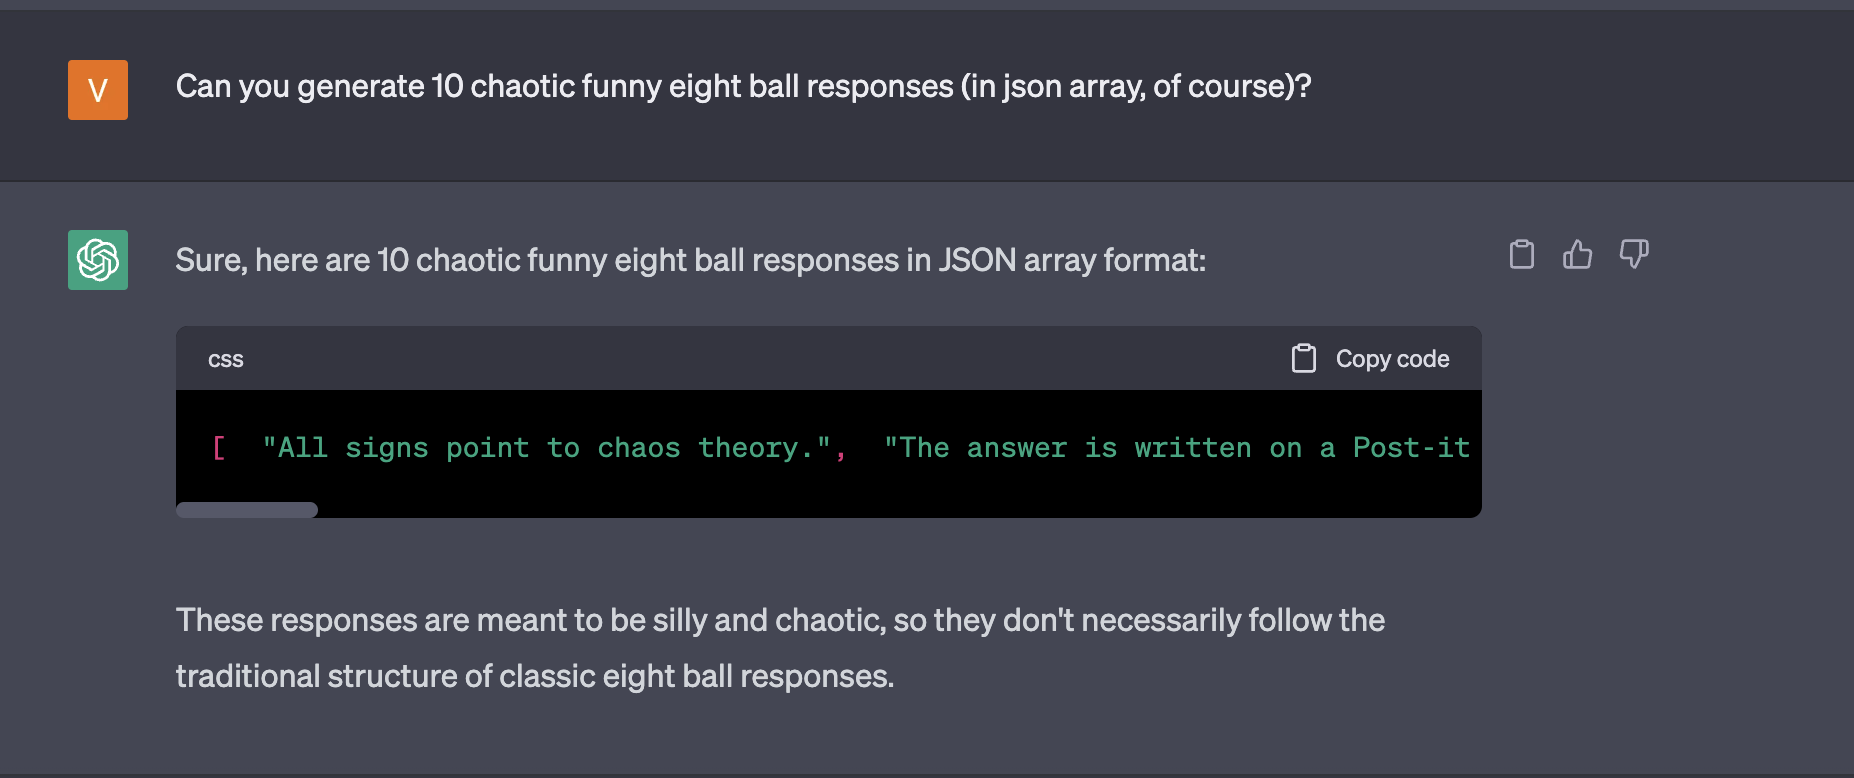 V
Can you generate 10 chaotic funny eight ball responses (in json array, of course)?
Sure, here are 10 chaotic funny eight ball responses in JSON array format:
css
Copy code
[  "All signs point to chaos theory.",  "The answer is written on a Post-it
These responses are meant to be silly and chaotic, so they don't necessarily follow the
traditional structure of classic eight ball responses.